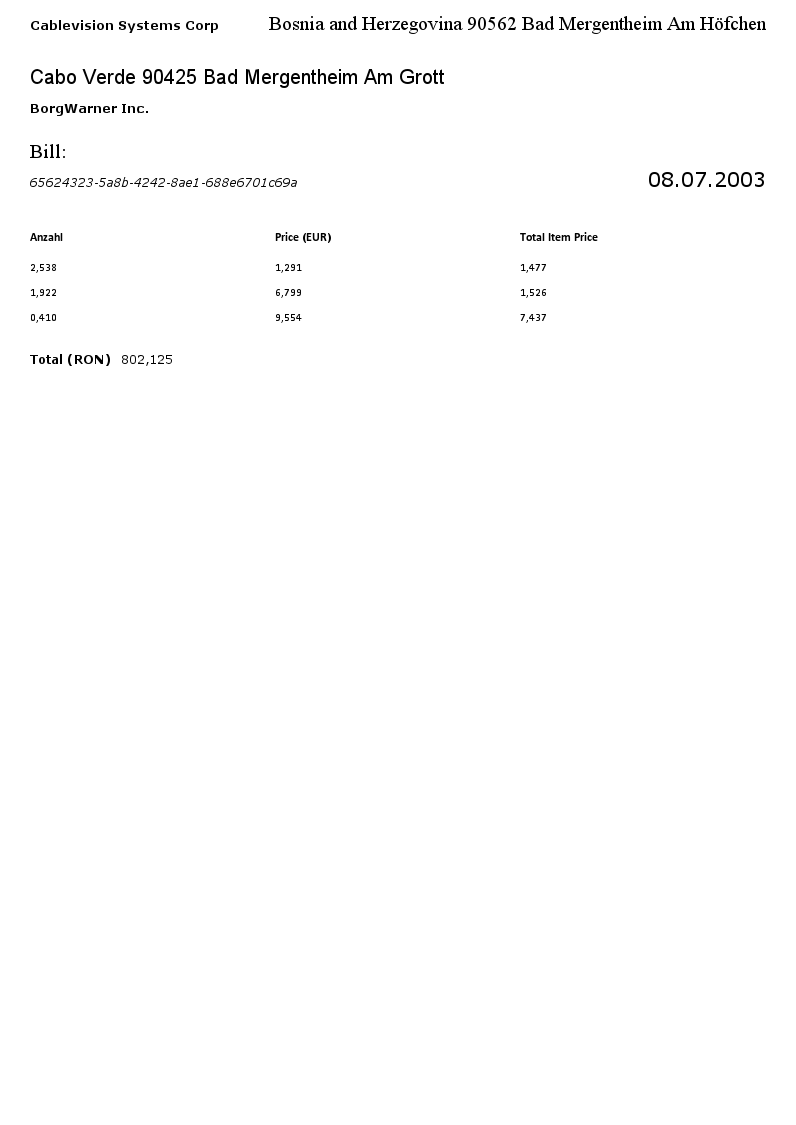 Cablevision Systems Corp Bosnia and Herzegovina 90562 Bad Mergentheim Am Höfchen
Cabo Verde 90425 Bad Mergentheim Am Grott
BorgWarner Inc.
Bill:
65624323-5a8b-4242-8ae1-688e6701c69a 08.07.2003
Anzahl Price (EUR) Total Item Price
2,538 1,291 1,477
1,922 6,799 1,526
0,410 9,554 7,437
Total (RON) 802,125